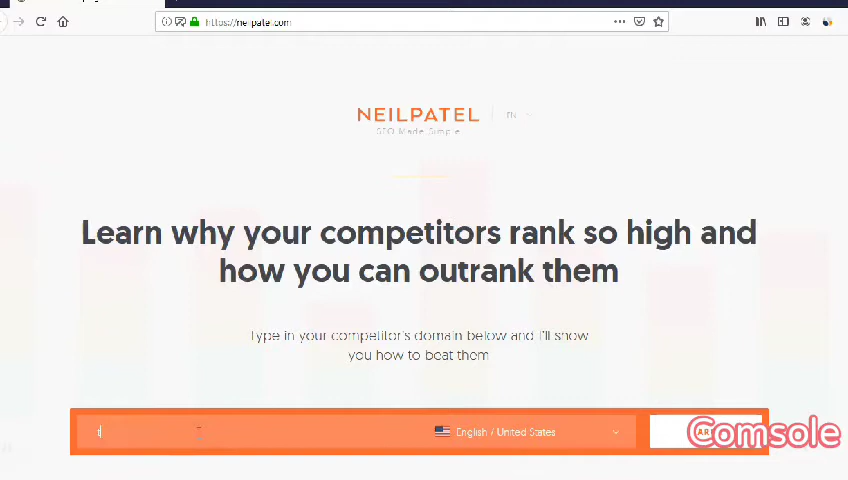 https://neilpatel.com
NEILPATEL
EN
SEO Made Simple
Learn why your competitors rank so high and
how you can outrank them
Type in your competitor's domain below and I'll show
you how to beat them
t
English / United States
Comsole